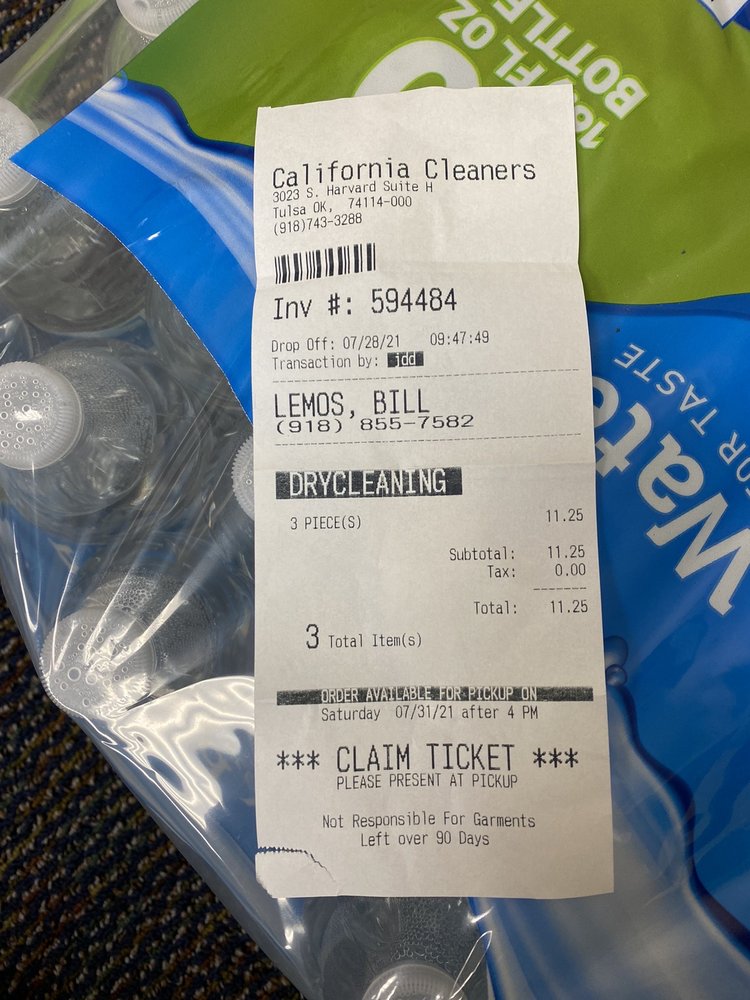 16.9 FL OZ
BOTTLE
California Cleaners
3023 S. Harvard Suite H
Tulsa OK, 74114-000
(918)743-3288
Inv #: 594484
Drop Off: 07/28/21 09:47:49
Transaction by: jdd
LEMOS, BILL
(918) 855-7582
DRYCLEANING
3 PIECE(S) 11.25
Subtotal: 11.25
Tax: 0.00
Total: 11.25
3 Total Item(s)
ORDER AVAILABLE FOR PICKUP ON
Saturday 07/31/21 after 4 PM
*** CLAIM TICKET ***
PLEASE PRESENT AT PICKUP
Not Responsible For Garments
Left over 90 Days
Wate
OR TASTE